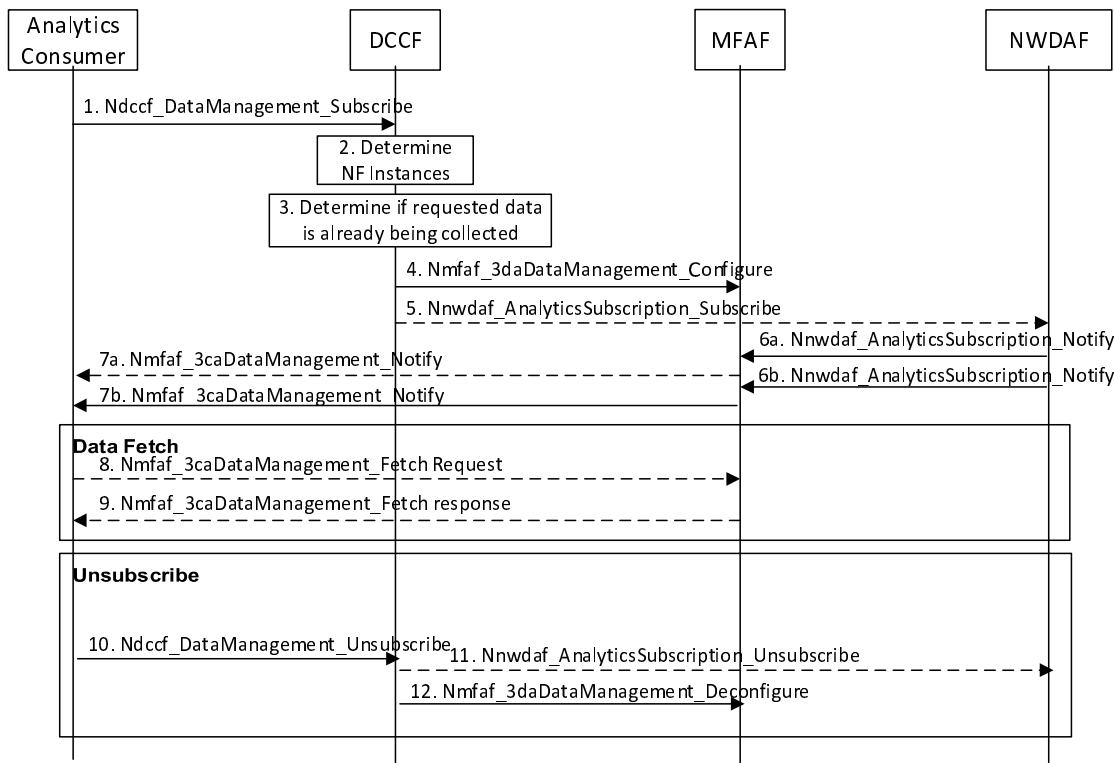 Analytics
Consumer
DCCF
MFAF
NWDAF
1. Ndccf_DataManagement_Subscribe
2. Determine
NF Instances
3. Determine if requested data
is already being collected
4. Nmfaf_3daDataManagement_Configure
5. Nnwdaf_AnalyticsSubscription_Subscribe
6a. Nnwdaf_AnalyticsSubscription_Notify
7a. Nmfaf_3caDataManagement_Notify
6b. Nnwdaf_AnalyticsSubscription_Notify
7b. Nmfaf_3caDataManagement_Notify
Data Fetch
8. Nmfaf_3caDataManagement_Fetch Request
9. Nmfaf_3caDataManagement_Fetch response
Unsubscribe
10. Ndccf_DataManagement_Unsubscribe
11. Nnwdaf_AnalyticsSubscription_Unsubscribe
12. Nmfaf_3daDataManagement_Deconfigure